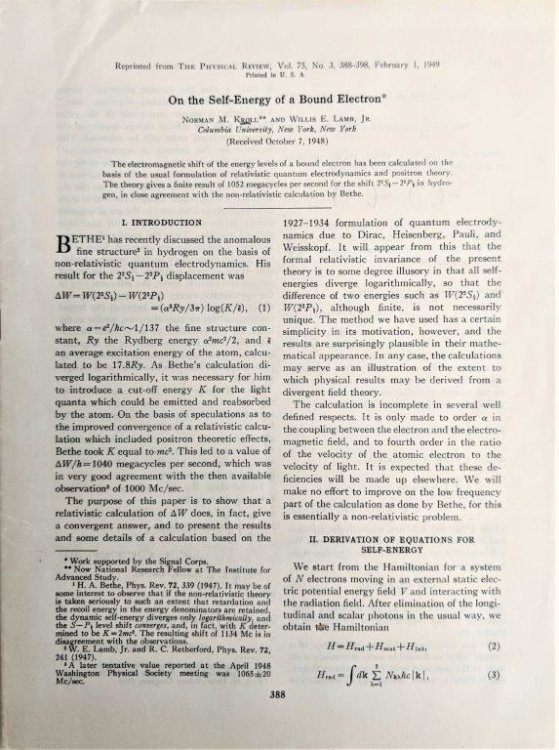 Reprinted from THE PHYSICAL REVIEW, Vol. 75, No. 3, 388–398, February 1, 1949
Printed in U. S. A.
On the Self-Energy of a Bound Electron*
NORMAN M. KROLL** AND WILLIS E. LAMB, JR.
Columbia University, New York, New York
(Received October 7, 1948)
The electromagnetic shift of the energy levels of a bound electron has been calculated on the
basis of the usual formulation of relativistic quantum electrodynamics and positron theory.
The theory gives a finite result of 1052 megacycles per second for the shift 2²S½−2²P½ in hydro-
gen, in close agreement with the non-relativistic calculation by Bethe.
I. INTRODUCTION
BETHE¹ has recently discussed the anomalous
fine structure² in hydrogen on the basis of
non-relativistic quantum electrodynamics. His
result for the 2²S½−2²P½ displacement was
ΔW=W(2²S½)−W(2²P½)
=(α³Ry/3π) log(K/ε̄), (1)
where α=e²/ħc∼1/137 the fine structure con-
stant, Ry the Rydberg energy α²mc²/2, and ε̄
an average excitation energy of the atom, calcu-
lated to be 17.8Ry. As Bethe's calculation di-
verged logarithmically, it was necessary for him
to introduce a cut-off energy K for the light
quanta which could be emitted and reabsorbed
by the atom. On the basis of speculations as to
the improved convergence of a relativistic calcu-
lation which included positron theoretic effects,
Bethe took K equal to mc². This led to a value of
ΔW/h=1040 megacycles per second, which was
in very good agreement with the then available
observation³ of 1000 Mc/sec.
The purpose of this paper is to show that a
relativistic calculation of ΔW does, in fact, give
a convergent answer, and to present the results
and some details of a calculation based on the
* Work supported by the Signal Corps.
** Now National Research Fellow at The Institute for
Advanced Study.
¹ H. A. Bethe, Phys. Rev. 72, 339 (1947). It may be of
some interest to observe that if the non-relativistic theory
is taken seriously to such an extent that retardation and
the recoil energy in the energy denominators are retained,
the dynamic self-energy diverges only logarithmically, and
the S−P½ level shift converges, and, in fact, with K deter-
mined to be K=2mc². The resulting shift of 1134 Mc is in
disagreement with the observations.
² W. E. Lamb, Jr. and R. C. Retherford, Phys. Rev. 72,
241 (1947).
³ A later tentative value reported at the April 1948
Washington Physical Society meeting was 1065±20
Mc/sec.
1927–1934 formulation of quantum electrody-
namics due to Dirac, Heisenberg, Pauli, and
Weisskopf. It will appear from this that the
formal relativistic invariance of the present
theory is to some degree illusory in that all self-
energies diverge logarithmically, so that the
difference of two energies such as W(2²S½) and
W(2²P½), although finite, is not necessarily
unique. The method we have used has a certain
simplicity in its motivation, however, and the
results are surprisingly plausible in their mathe-
matical appearance. In any case, the calculations
may serve as an illustration of the extent to
which physical results may be derived from a
divergent field theory.
The calculation is incomplete in several well
defined respects. It is only made to order α in
the coupling between the electron and the electro-
magnetic field, and to fourth order in the ratio
of the velocity of the atomic electron to the
velocity of light. It is expected that these de-
ficiencies will be made up elsewhere. We will
make no effort to improve on the low frequency
part of the calculation as done by Bethe, for this
is essentially a non-relativistic problem.
II. DERIVATION OF EQUATIONS FOR
SELF-ENERGY
We start from the Hamiltonian for a system
of N electrons moving in an external static elec-
tric potential energy field V and interacting with
the radiation field. After elimination of the longi-
tudinal and scalar photons in the usual way, we
obtain the Hamiltonian
H=Hrad+Hmat+Hint, (2)
Hrad=∫dk Σ²λ=1 Nkλħc|k|, (3)
388